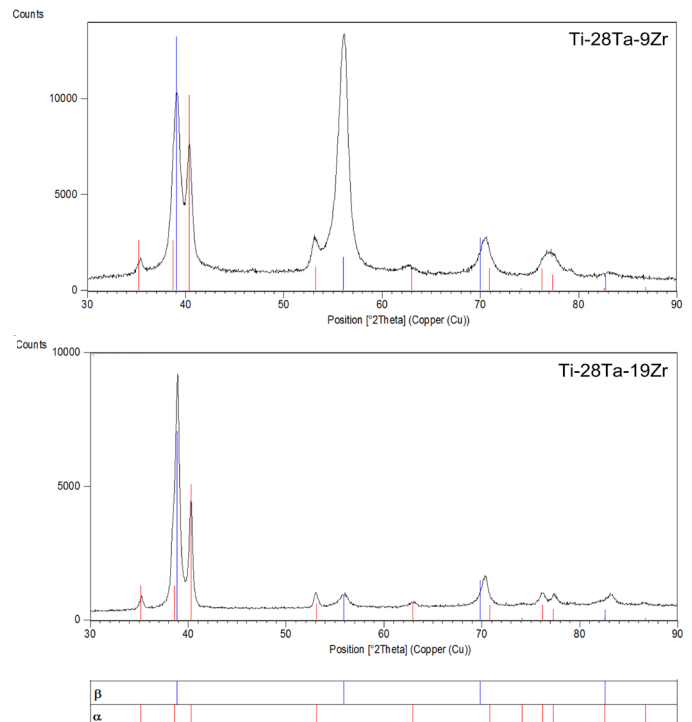 Counts
Ti-28Ta-9Zr
10000
5000
0
30 40 50 60 70 80 90
Position [°2Theta] (Copper (Cu))
Counts
10000
Ti-28Ta-19Zr
5000
0
30 40 50 60 70 80 90
Position [°2Theta] (Copper (Cu))
β
α